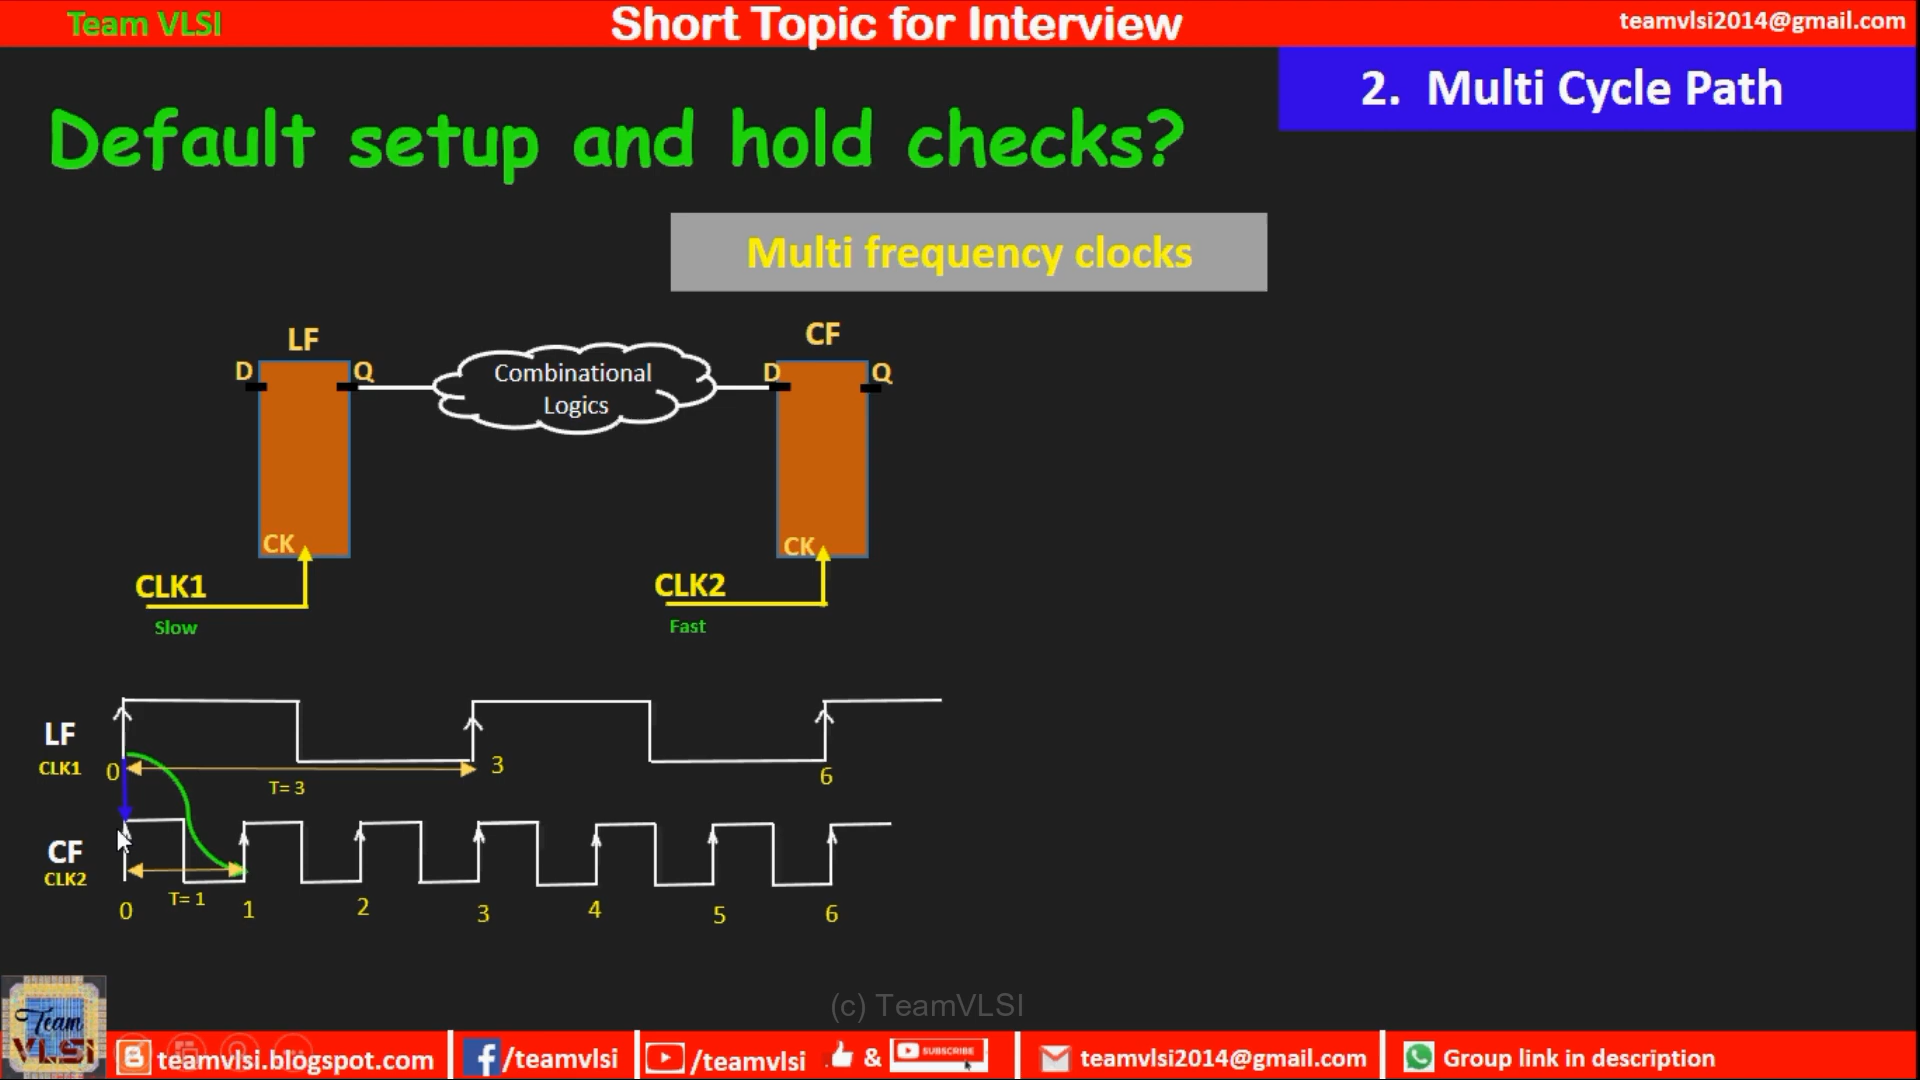 Team VLSI
Short Topic for Interview
teamvlsi2014@gmail.com
2. Multi Cycle Path
Default setup and hold checks?
Multi frequency clocks
LF
CF
D
Q
Combinational
Logics
D
Q
CK
CK
CLK1
CLK2
Slow
Fast
LF
CLK1
0
T= 3
3
6
CF
CLK2
T= 1
0
1
2
3
4
5
6
(c) TeamVLSI
Team
VLSI
teamvlsi.blogspot.com
/teamvlsi
/teamvlsi
&
SUBSCRIBE
teamvlsi2014@gmail.com
Group link in description